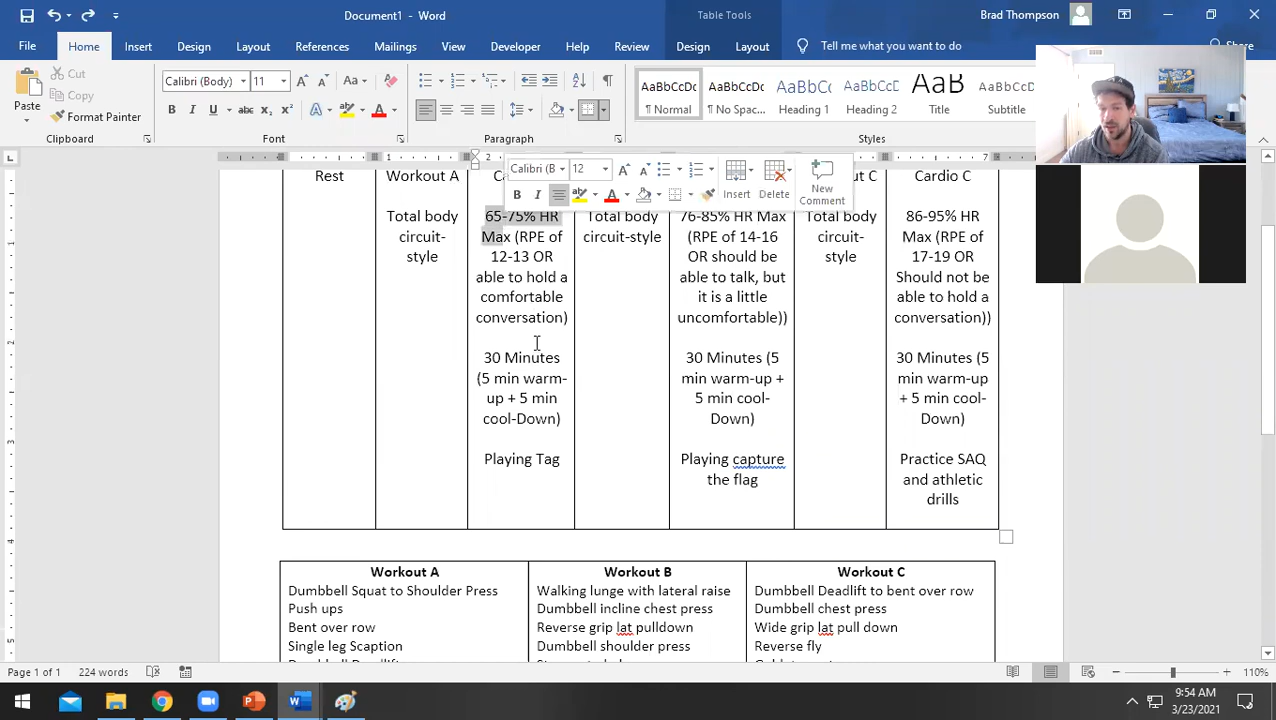 Document1 - Word
Table Tools
Brad Thompson
File
Home
Insert
Design
Layout
References
Mailings
Review
View
Developer
Help
Review
Design
Layout
Tell me what you want to do
Paste
Cut
Copy
Format Painter
Clipboard
Calibri (Body)
11
Font
Paragraph
AaBbCcDc
¶ Normal
AaBbCcDc
¶ No Spac...
AaBbCc
Heading 1
AaBbCcC
Heading 2
AaB
Title
AaBbCcD
Subtitle
Styles
Calibri (B
12
Insert
Delete
New
Comment
Rest
Workout A
Total body
circuit-
style
65-75% HR
Max (RPE of
12-13 OR
able to hold a
comfortable
conversation)
30 Minutes
(5 min warm-
up + 5 min
cool-Down)
Playing Tag
Total body
circuit-style
76-85% HR Max
(RPE of 14-16
OR should be
able to talk, but
it is a little
uncomfortable))
30 Minutes (5
min warm-up +
5 min cool-
Down)
Playing capture
the flag
Total body
circuit-
style
Cardio C
86-95% HR
Max (RPE of
17-19 OR
Should not be
able to hold a
conversation))
30 Minutes (5
min warm-up
+ 5 min cool-
Down)
Practice SAQ
and athletic
drills
Workout A
Dumbbell Squat to Shoulder Press
Push ups
Bent over row
Single leg Scaption
Workout B
Walking lunge with lateral raise
Dumbbell incline chest press
Reverse grip lat pulldown
Dumbbell shoulder press
Workout C
Dumbbell Deadlift to bent over row
Dumbbell chest press
Wide grip lat pull down
Reverse fly
Page 1 of 1
224 words
110%
9:54 AM
3/23/2021